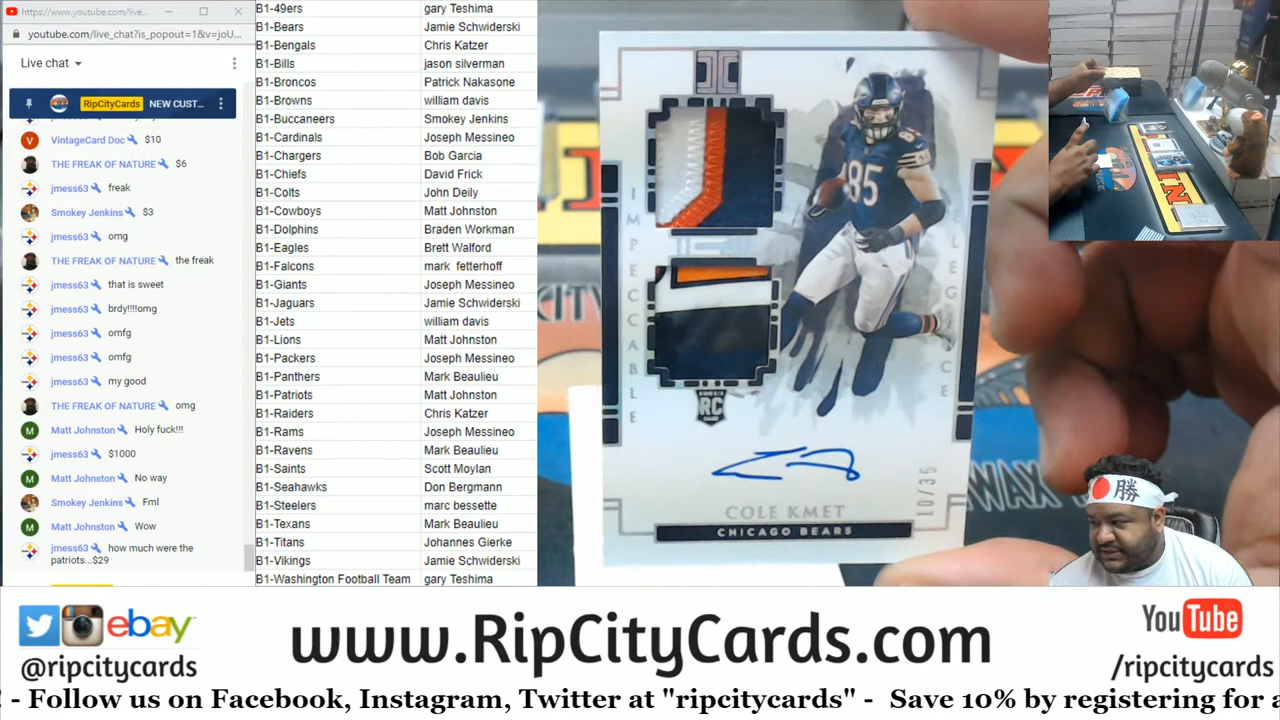 https://www.youtube.com/live...
youtube.com/live_chat?is_popout=1&v=joU...
Live chat
RipCityCards NEW CUST...
VintageCard Doc $10
THE FREAK OF NATURE $6
jmess63 freak
Smokey Jenkins $3
jmess63 omg
THE FREAK OF NATURE the freak
jmess63 that is sweet
jmess63 brdy!!!!omg
jmess63 omfg
jmess63 omfg
jmess63 my good
THE FREAK OF NATURE omg
Matt Johnston Holy fuck!!!
jmess63 $1000
Matt Johnston No way
Smokey Jenkins Fml
Matt Johnston Wow
jmess63 how much were the
patriots...$29
B1-49ers gary Teshima
B1-Bears Jamie Schwiderski
B1-Bengals Chris Katzer
B1-Bills jason silverman
B1-Broncos Patrick Nakasone
B1-Browns william davis
B1-Buccaneers Smokey Jenkins
B1-Cardinals Joseph Messineo
B1-Chargers Bob Garcia
B1-Chiefs David Frick
B1-Colts John Deily
B1-Cowboys Matt Johnston
B1-Dolphins Braden Workman
B1-Eagles Brett Walford
B1-Falcons mark fetterhoff
B1-Giants Joseph Messineo
B1-Jaguars Jamie Schwiderski
B1-Jets william davis
B1-Lions Matt Johnston
B1-Packers Joseph Messineo
B1-Panthers Mark Beaulieu
B1-Patriots Matt Johnston
B1-Raiders Chris Katzer
B1-Rams Joseph Messineo
B1-Ravens Mark Beaulieu
B1-Saints Scott Moylan
B1-Seahawks Don Bergmann
B1-Steelers marc bessette
B1-Texans Mark Beaulieu
B1-Titans Johannes Gierke
B1-Vikings Jamie Schwiderski
B1-Washington Football Team gary Teshima
IMPECCABLE
85
RC
10/35
COLE KMET
CHICAGO BEARS
WAX
勝
ebay
@ripcitycards
www.RipCityCards.com
YouTube
/ripcitycards
! - Follow us on Facebook, Instagram, Twitter at "ripcitycards" - Save 10% by registering for a